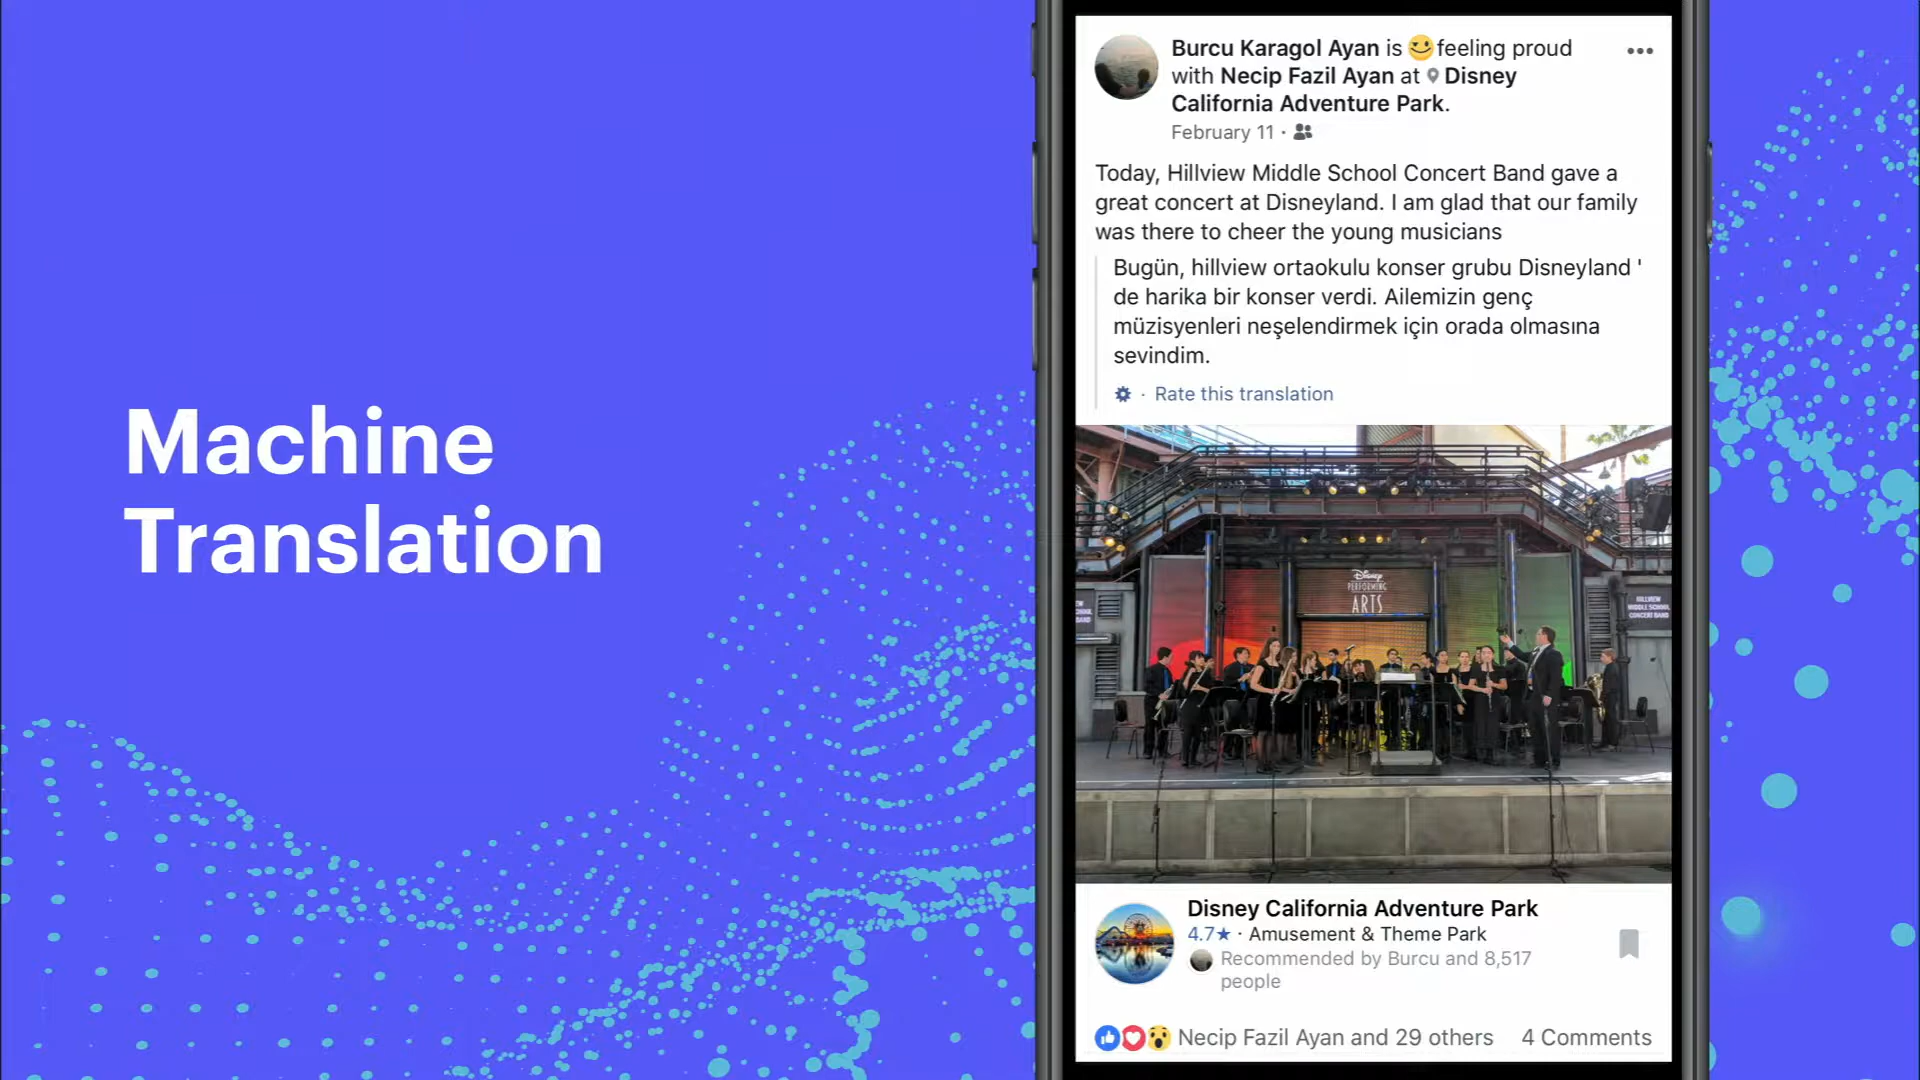 Machine
Translation
Burcu Karagol Ayan is feeling proud
with Necip Fazil Ayan at Disney
California Adventure Park.
February 11 ·
Today, Hillview Middle School Concert Band gave a
great concert at Disneyland. I am glad that our family
was there to cheer the young musicians
Bugün, hillview ortaokulu konser grubu Disneyland '
de harika bir konser verdi. Ailemizin genç
müzisyenleri neşelendirmek için orada olmasına
sevindim.
· Rate this translation
Disney
PERFORMING
ARTS
HILLVIEW
MIDDLE SCHOOL
CONCERT BAND
Disney California Adventure Park
4.7★ · Amusement & Theme Park
Recommended by Burcu and 8,517
people
Necip Fazil Ayan and 29 others 4 Comments